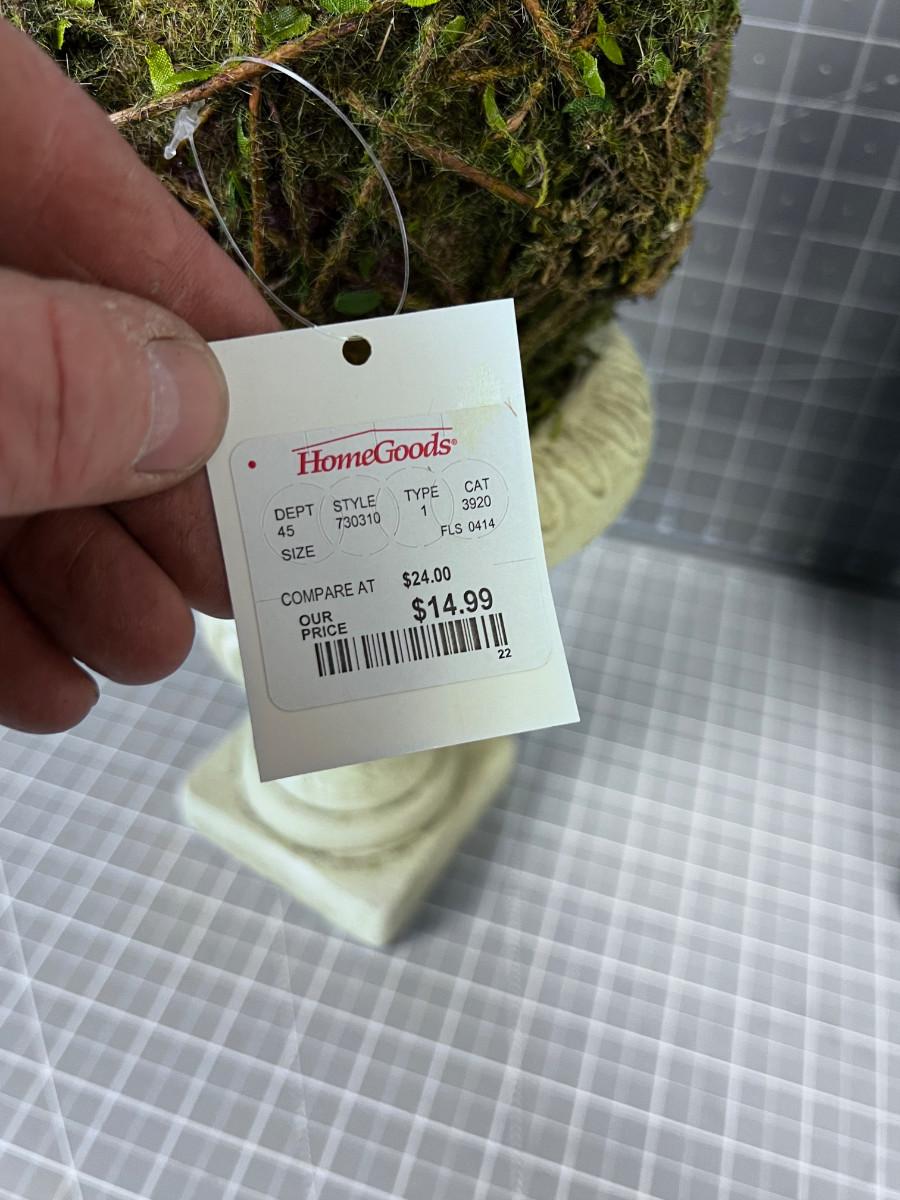 HomeGoods®
DEPT STYLE TYPE CAT
45 730310 1 3920
SIZE FLS 0414
COMPARE AT $24.00
OUR PRICE $14.99
22